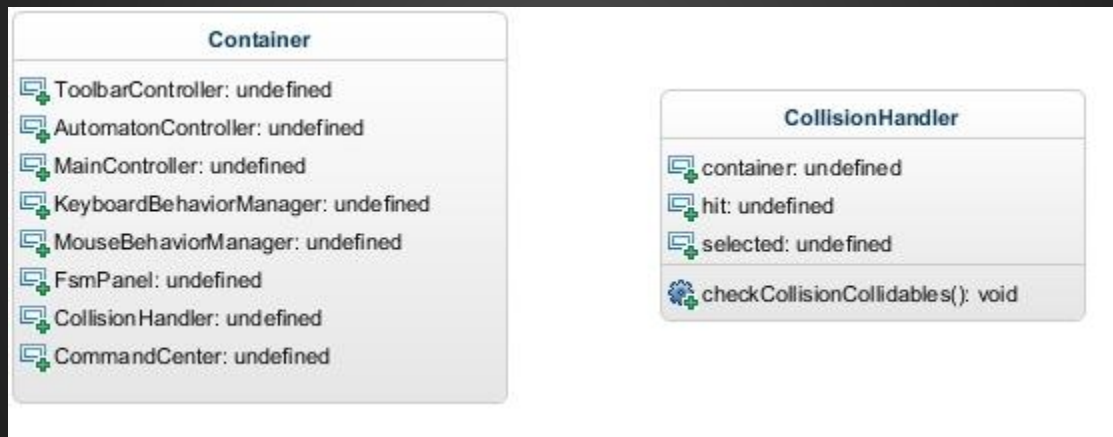 Container
ToolbarController: undefined
AutomatonController: undefined
MainController: undefined
KeyboardBehaviorManager: undefined
MouseBehaviorManager: undefined
FsmPanel: undefined
CollisionHandler: undefined
CommandCenter: undefined
CollisionHandler
container: undefined
hit: undefined
selected: undefined
checkCollisionCollidables(): void